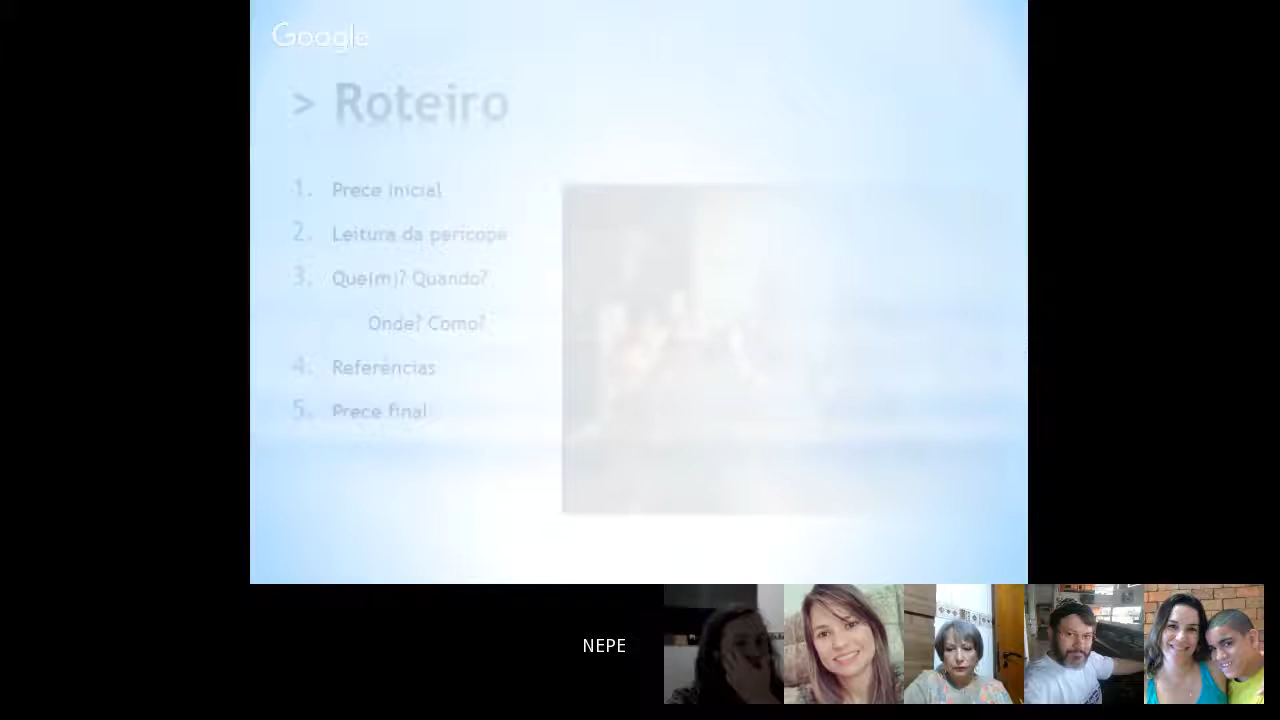 Google
> Roteiro
1. Prece inicial
2. Leitura da perícope
3. Que(m)? Quando?
Onde? Como?
4. Referências
5. Prece final
NEPE